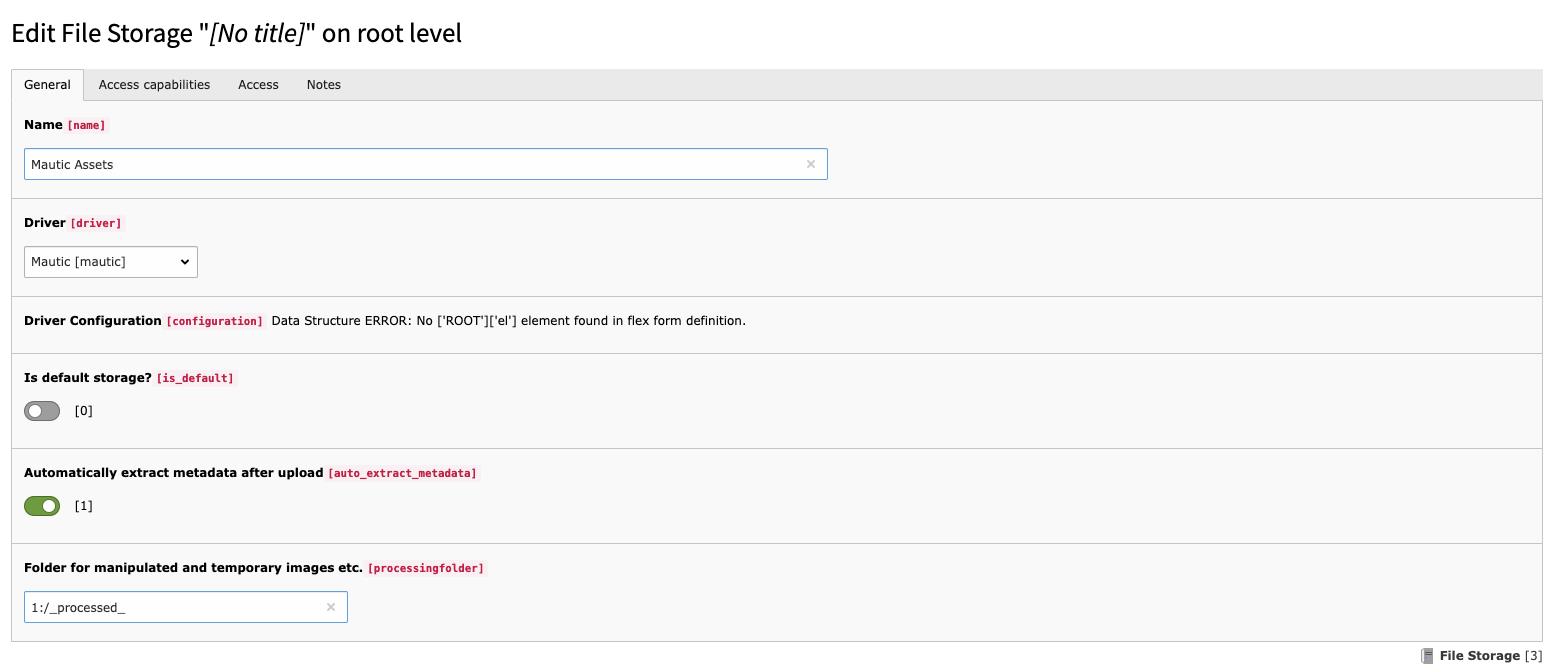 Edit File Storage "[No title]" on root level
General Access capabilities Access Notes
Name [name]
Mautic Assets ×
Driver [driver]
Mautic [mautic]
Driver Configuration [configuration] Data Structure ERROR: No ['ROOT']['el'] element found in flex form definition.
Is default storage? [is_default]
[0]
Automatically extract metadata after upload [auto_extract_metadata]
[1]
Folder for manipulated and temporary images etc. [processingfolder]
1:/_processed_ ×
File Storage [3]